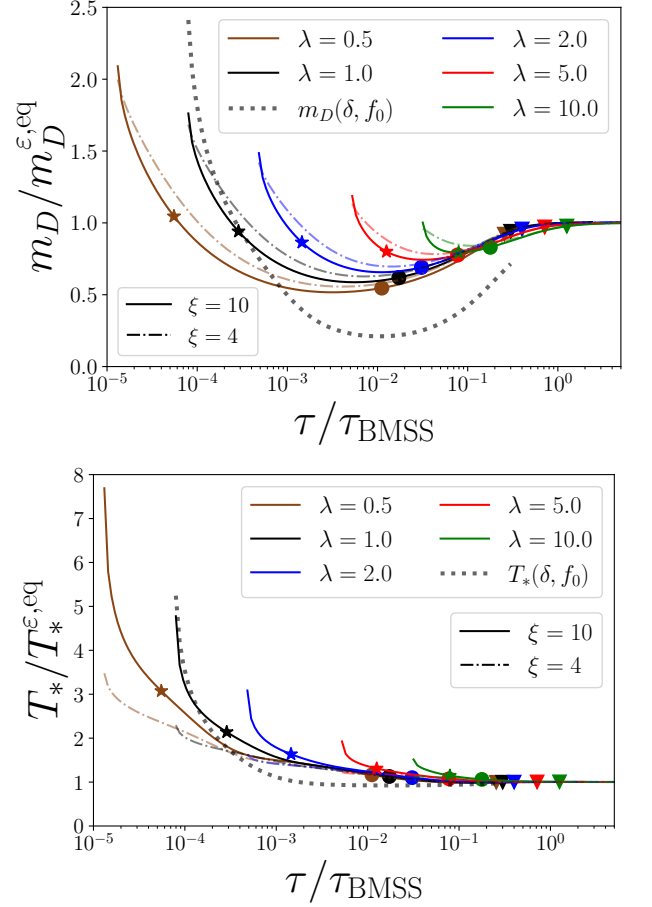 2.5
2.0
1.5
1.0
0.5
0.0
m_D/m_D^{ε,eq}
λ = 0.5
λ = 1.0
m_D(δ, f_0)
λ = 2.0
λ = 5.0
λ = 10.0
ξ = 10
ξ = 4
10^{-5} 10^{-4} 10^{-3} 10^{-2} 10^{-1} 10^{0}
τ/τ_{BMSS}
8
7
6
5
4
3
2
1
0
T_*/T_*^{ε,eq}
λ = 0.5
λ = 1.0
λ = 2.0
λ = 5.0
λ = 10.0
T_*(δ, f_0)
ξ = 10
ξ = 4
10^{-5} 10^{-4} 10^{-3} 10^{-2} 10^{-1} 10^{0}
τ/τ_{BMSS}